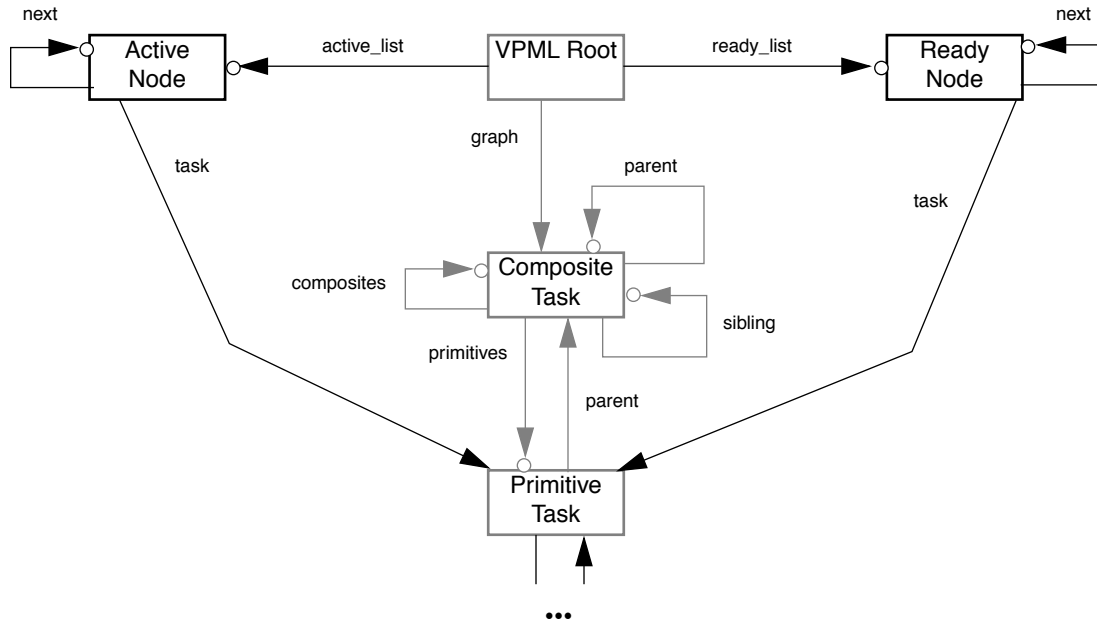 next
next
Active
Node
active_list
VPML Root
ready_list
Ready
Node
graph
task
parent
task
composites
Composite
Task
sibling
primitives
parent
Primitive
Task
•••